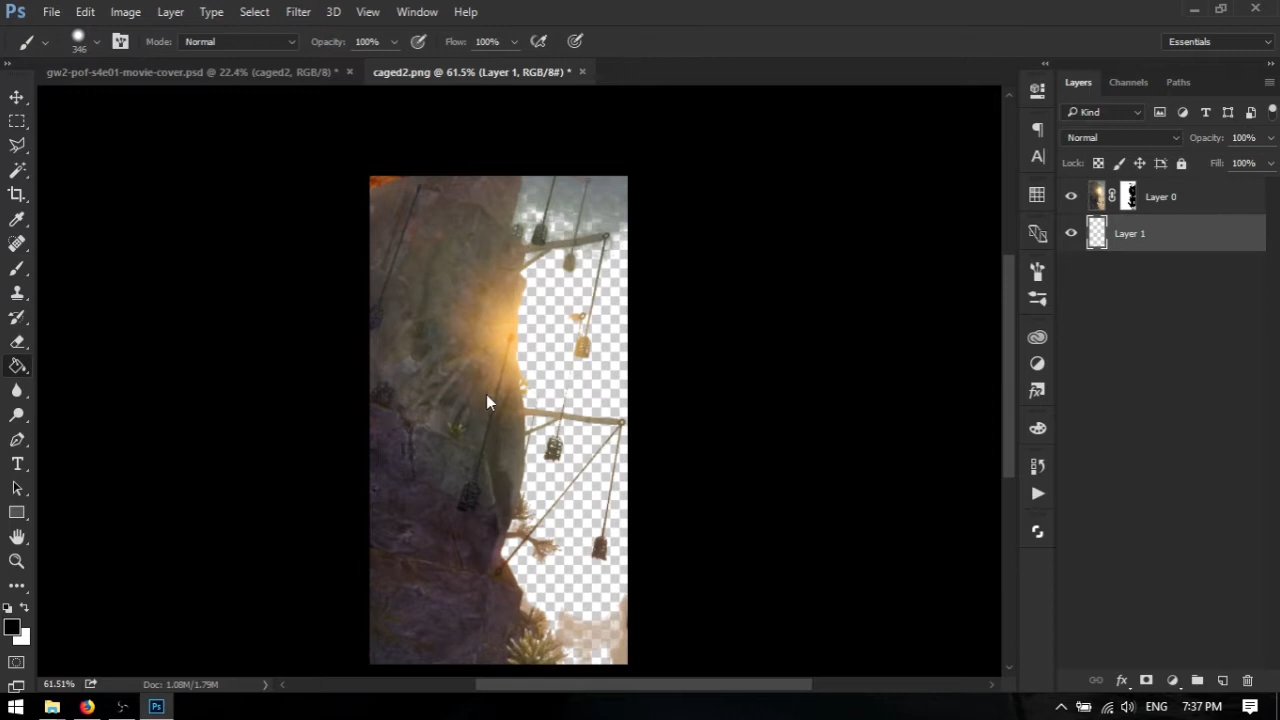 Ps File Edit Image Layer Type Select Filter 3D View Window Help
346 Mode: Normal Opacity: 100% Flow: 100% Essentials
gw2-pof-s4e01-movie-cover.psd @ 22.4% (caged2, RGB/8) * × caged2.png @ 61.5% (Layer 1, RGB/8#) * ×
Layers Channels Paths
Kind
Normal Opacity: 100%
Lock: Fill: 100%
Layer 0
Layer 1
61.51% Doc: 1.08M/1.79M
Ps ENG 7:37 PM